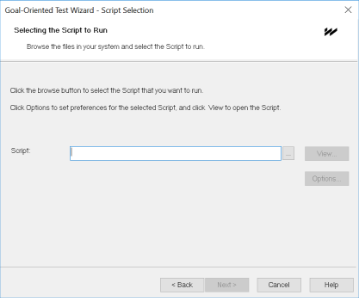 Goal-Oriented Test Wizard - Script Selection
Selecting the Script to Run
Browse the files in your system and select the Script to run.
Click the browse button to select the Script that you want to run.
Click Options to set preferences for the selected Script, and click View to open the Script.
Script:
...
View...
Options...
< Back
Next >
Cancel
Help